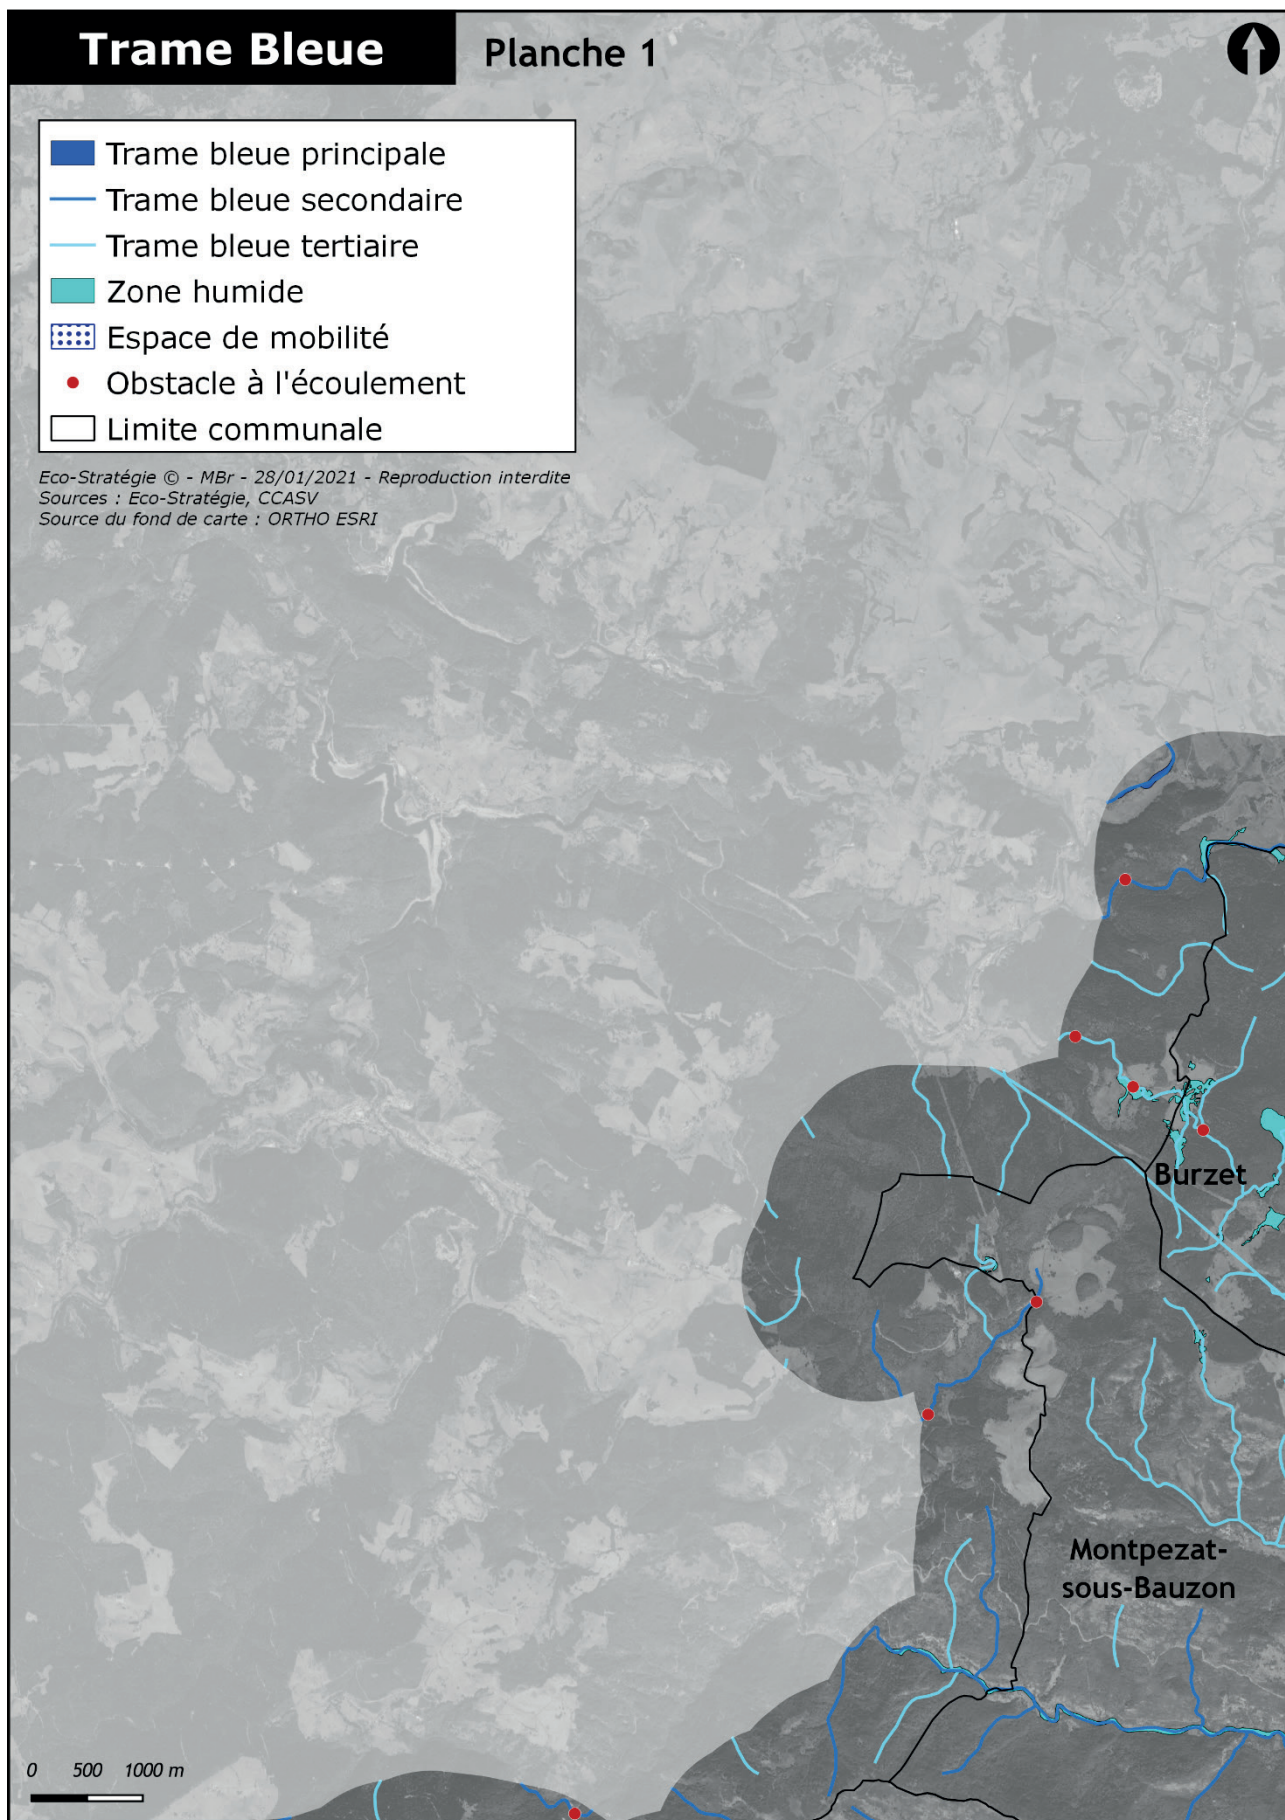 Trame Bleue
Planche 1
Trame bleue principale
Trame bleue secondaire
Trame bleue tertiaire
Zone humide
Espace de mobilité
Obstacle à l'écoulement
Limite communale
Eco-Stratégie © - MBr - 28/01/2021 - Reproduction interdite
Sources : Eco-Stratégie, CCASV
Source du fond de carte : ORTHO ESRI
Burzet
Montpezat-
sous-Bauzon
0 500 1000 m